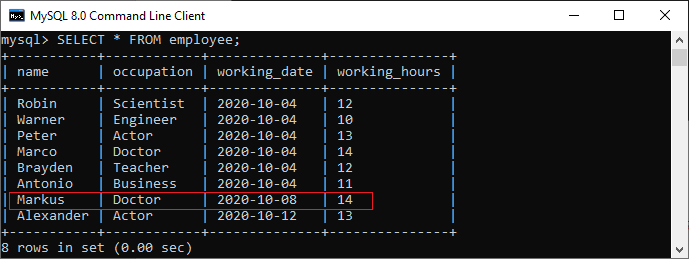 MySQL 8.0 Command Line Client
mysql> SELECT * FROM employee;
+-----------+------------+--------------+---------------+
| name      | occupation | working_date | working_hours |
+-----------+------------+--------------+---------------+
| Robin     | Scientist  | 2020-10-04   | 12            |
| Warner    | Engineer   | 2020-10-04   | 10            |
| Peter     | Actor      | 2020-10-04   | 13            |
| Marco     | Doctor     | 2020-10-04   | 14            |
| Brayden   | Teacher    | 2020-10-04   | 12            |
| Antonio   | Business   | 2020-10-04   | 11            |
| Markus    | Doctor     | 2020-10-08   | 14            |
| Alexander | Actor      | 2020-10-12   | 13            |
+-----------+------------+--------------+---------------+
8 rows in set (0.00 sec)